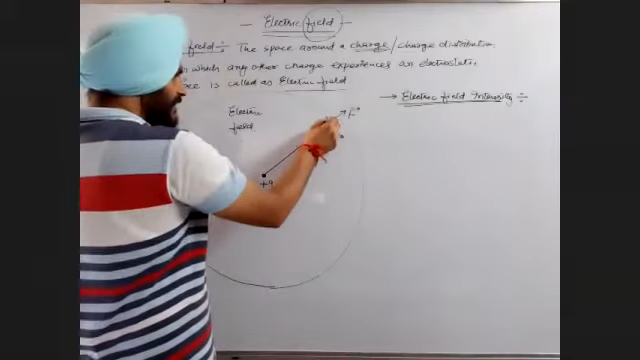 - Electric field -
field ÷ The space around a charge/charge distribution
which any other charge experiences an electrostatic
is called as Electric field
→ Electric field Intensity ÷
Electric
field
F
+q